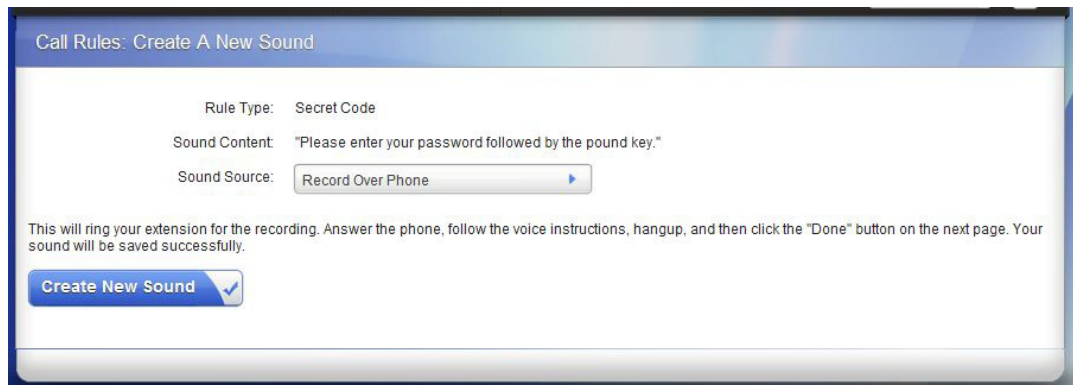 Call Rules: Create A New Sound
Rule Type: Secret Code
Sound Content: "Please enter your password followed by the pound key."
Sound Source: Record Over Phone
This will ring your extension for the recording. Answer the phone, follow the voice instructions, hangup, and then click the "Done" button on the next page. Your
sound will be saved successfully.
Create New Sound